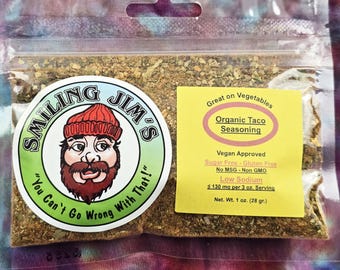 SMILING JIM'S
"You Can't Go Wrong With That!"
Great on Vegetables
Organic Taco
Seasoning
Vegan Approved
Sugar Free - Gluten Free
No MSG - Non GMO
Low Sodium
≤ 130 mg per 3 oz. Serving
Net. Wt. 1 oz. (28 gr.)